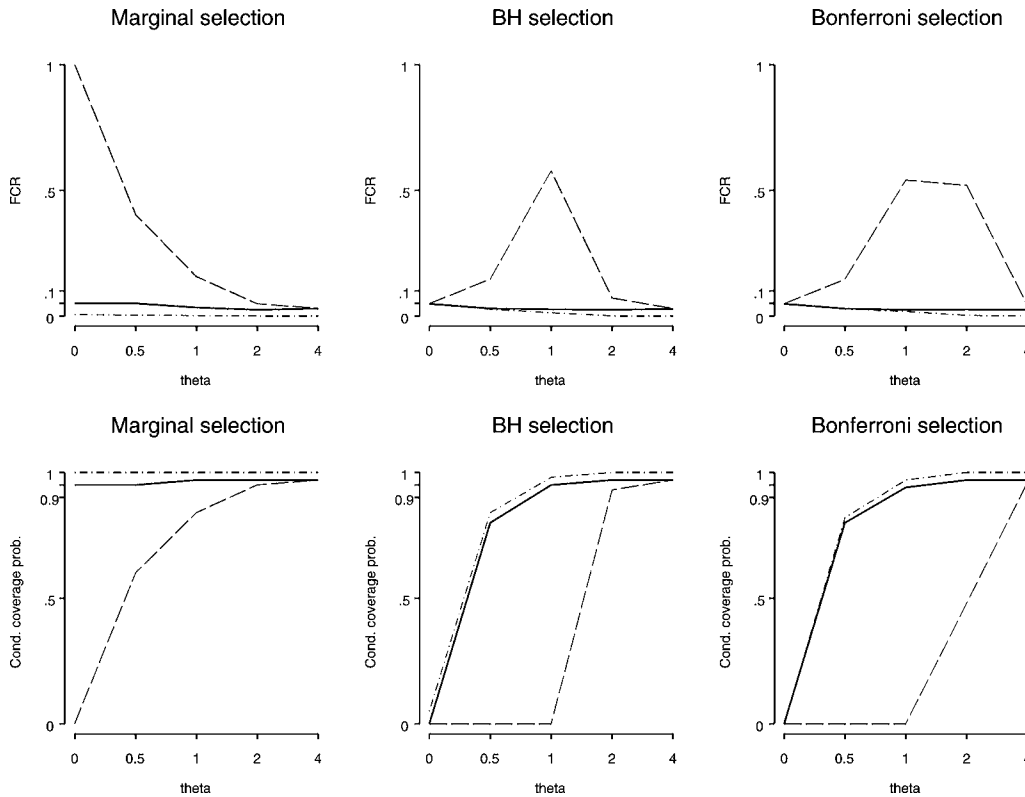 Marginal selection
BH selection
Bonferroni selection
1
.5
.1
0
FCR
0 0.5 1 2 4
theta
1
.5
.1
0
FCR
0 0.5 1 2 4
theta
1
.5
.1
0
FCR
0 0.5 1 2 4
theta
Marginal selection
BH selection
Bonferroni selection
1
0.9
.5
0
Cond. coverage prob.
0 0.5 1 2 4
theta
1
0.9
.5
0
Cond. coverage prob.
0 0.5 1 2 4
theta
1
0.9
.5
0
Cond. coverage prob.
0 0.5 1 2 4
theta